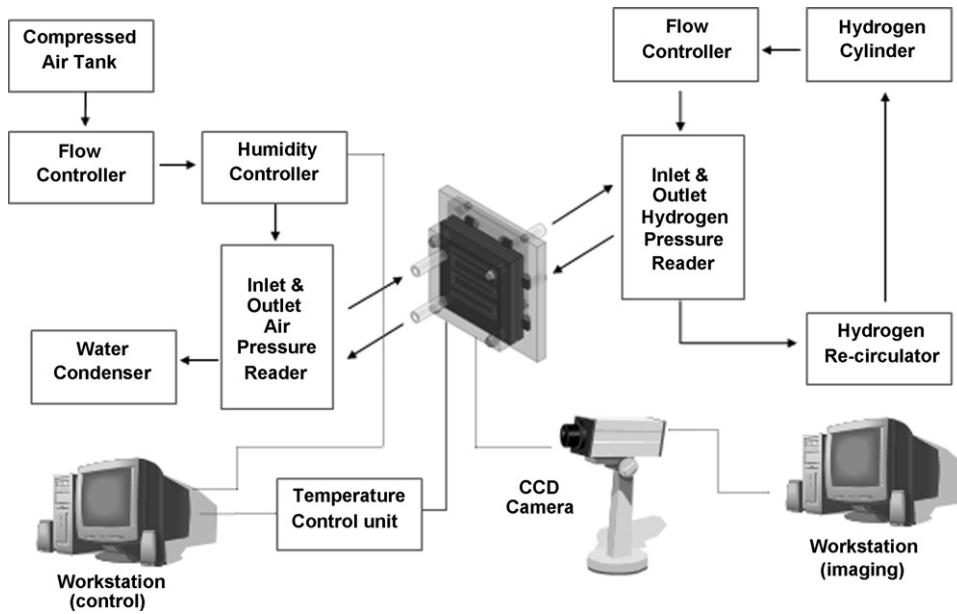 Compressed
Air Tank
Flow
Controller
Hydrogen
Cylinder
Flow
Controller
Humidity
Controller
Inlet &
Outlet
Hydrogen
Pressure
Reader
Inlet &
Outlet
Air
Pressure
Reader
Water
Condenser
Hydrogen
Re-circulator
Temperature
Control unit
CCD
Camera
Workstation
(control)
Workstation
(imaging)